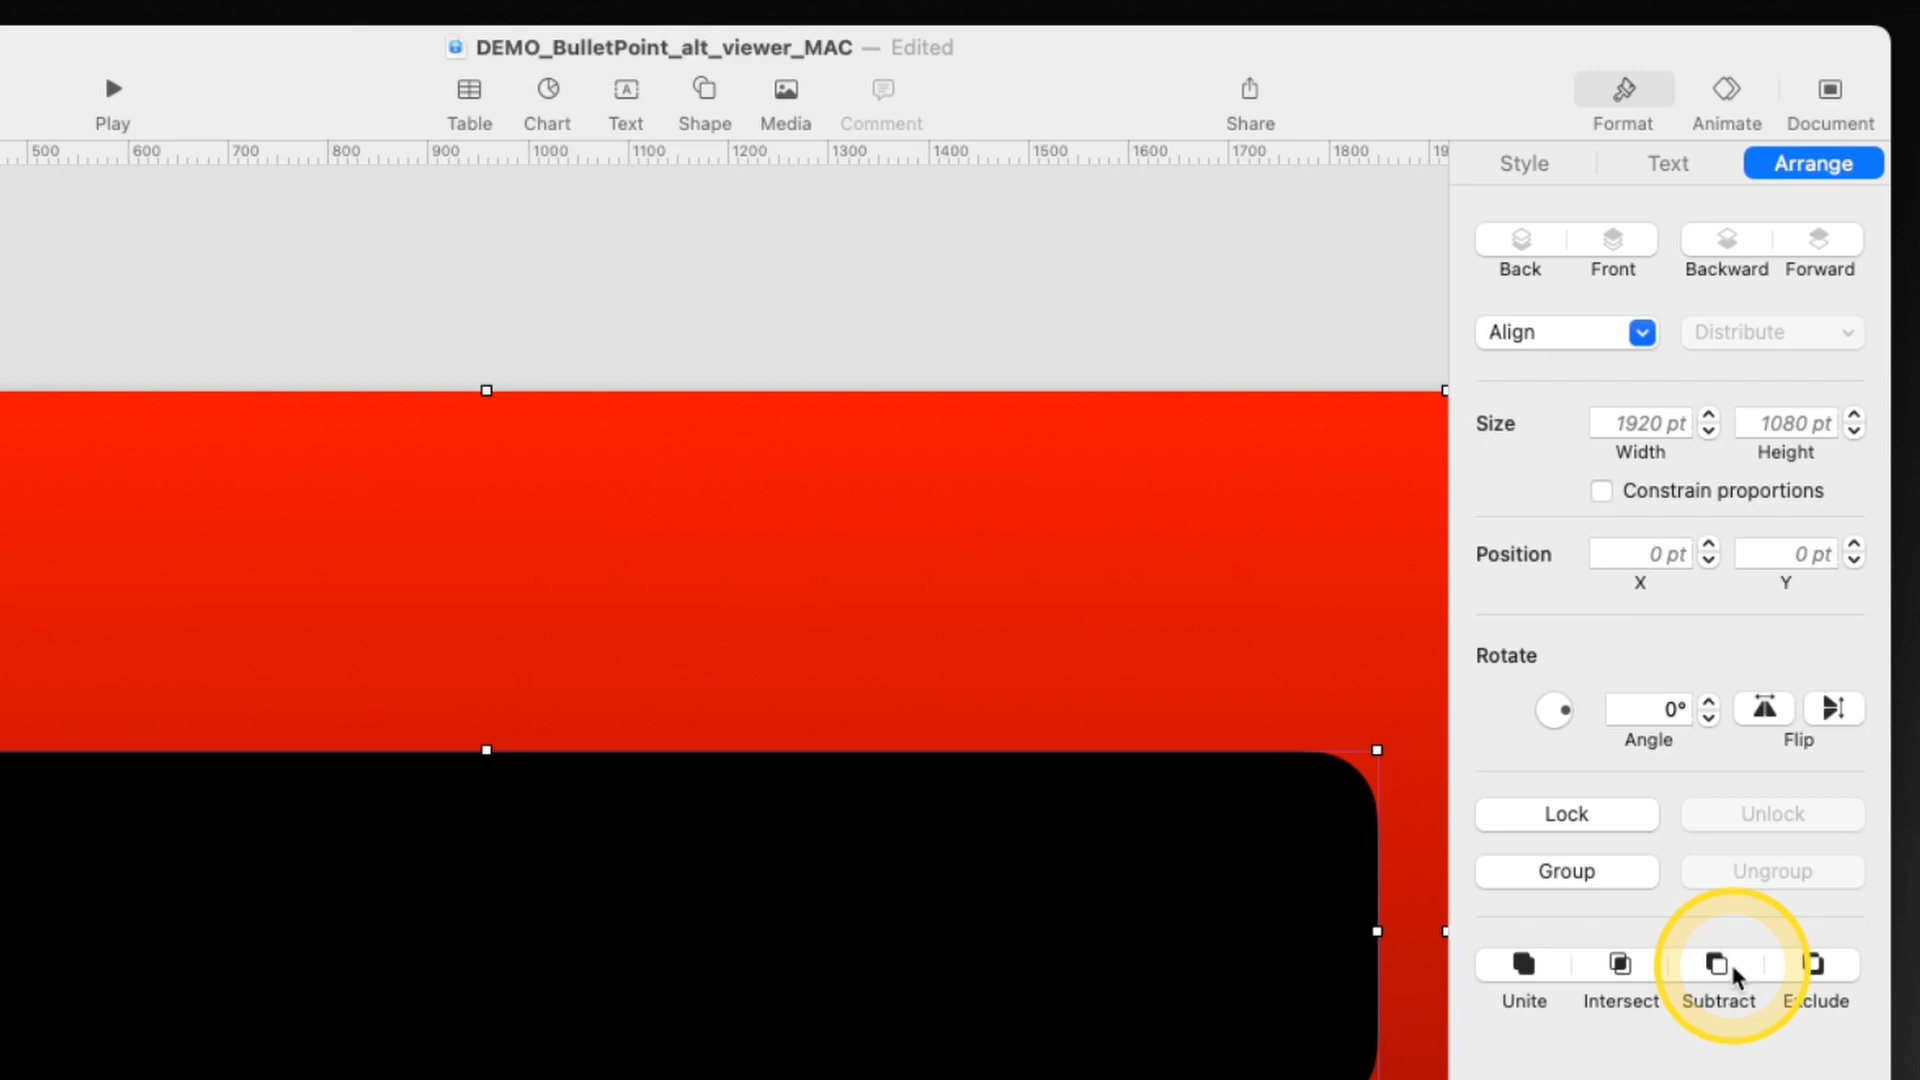 DEMO_BulletPoint_alt_viewer_MAC — Edited
Play
Table
Chart
Text
Shape
Media
Comment
Share
Format
Animate
Document
500 600 700 800 900 1000 1100 1200 1300 1400 1500 1600 1700 1800 19
Style Text Arrange
Back Front Backward Forward
Align Distribute
Size 1920 pt 1080 pt
Width Height
Constrain proportions
Position 0 pt 0 pt
X Y
Rotate
0°
Angle Flip
Lock Unlock
Group Ungroup
Unite Intersect Subtract Exclude